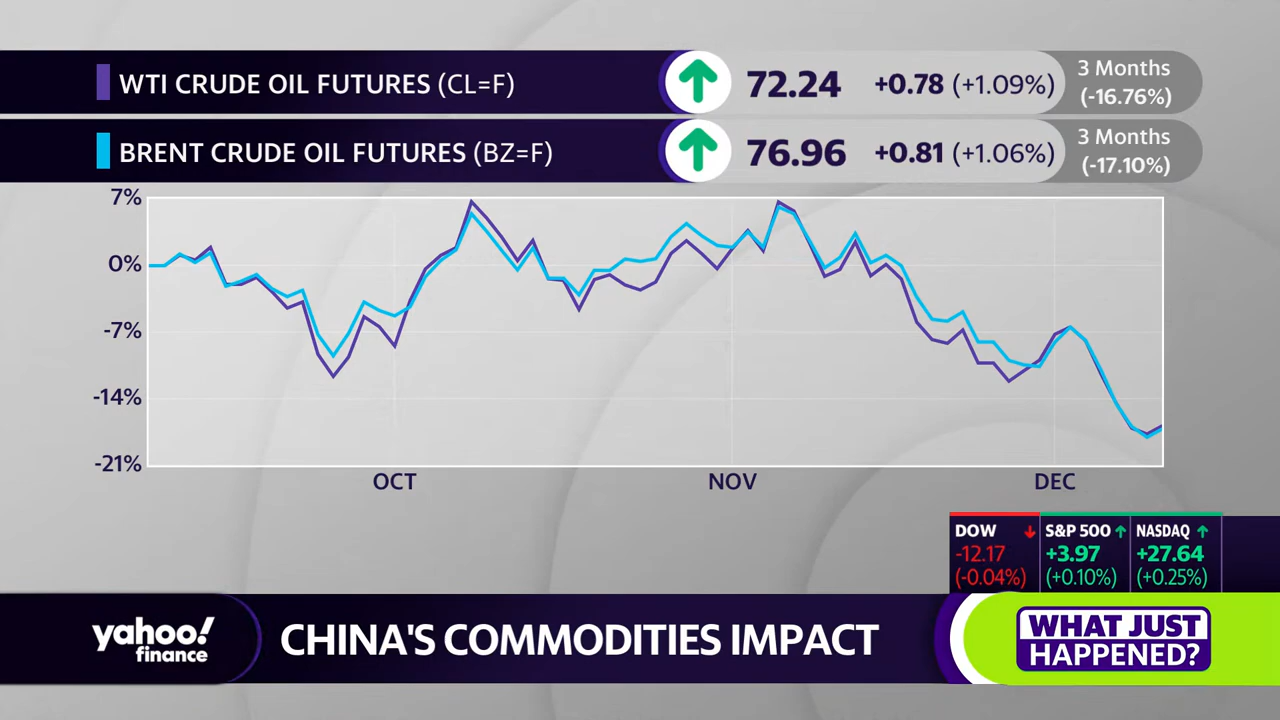 WTI CRUDE OIL FUTURES (CL=F)
72.24
+0.78 (+1.09%)
3 Months
(-16.76%)
BRENT CRUDE OIL FUTURES (BZ=F)
76.96
+0.81 (+1.06%)
3 Months
(-17.10%)
7%
0%
-7%
-14%
-21%
OCT
NOV
DEC
DOW
-12.17
(-0.04%)
S&P 500
+3.97
(+0.10%)
NASDAQ
+27.64
(+0.25%)
yahoo!
finance
CHINA'S COMMODITIES IMPACT
WHAT JUST
HAPPENED?